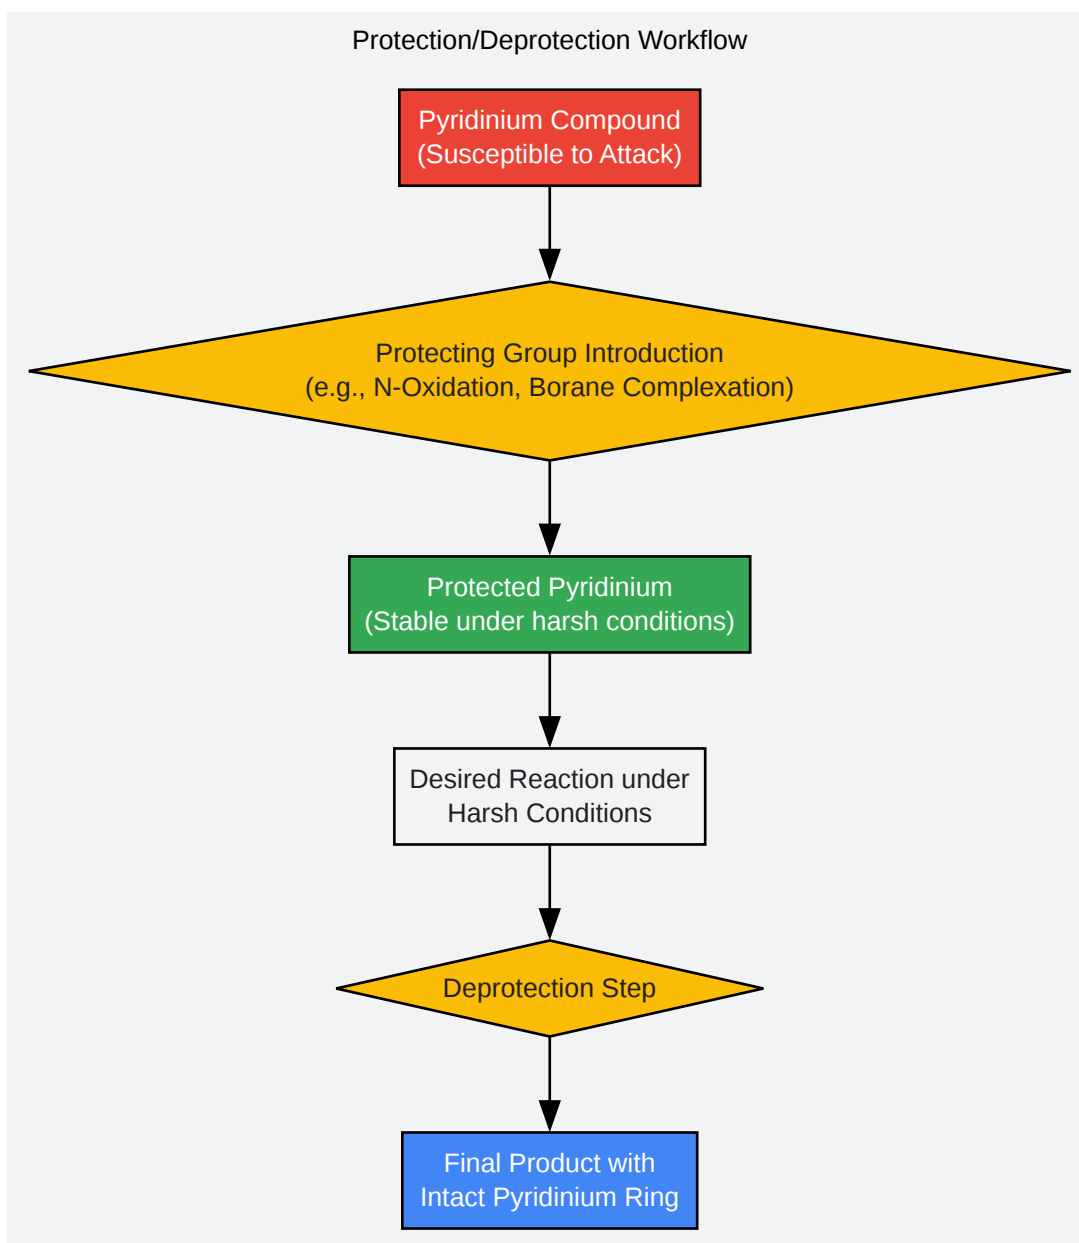 Protection/Deprotection Workflow
Pyridinium Compound
(Susceptible to Attack)
Protecting Group Introduction
(e.g., N-Oxidation, Borane Complexation)
Protected Pyridinium
(Stable under harsh conditions)
Desired Reaction under
Harsh Conditions
Deprotection Step
Final Product with
Intact Pyridinium Ring